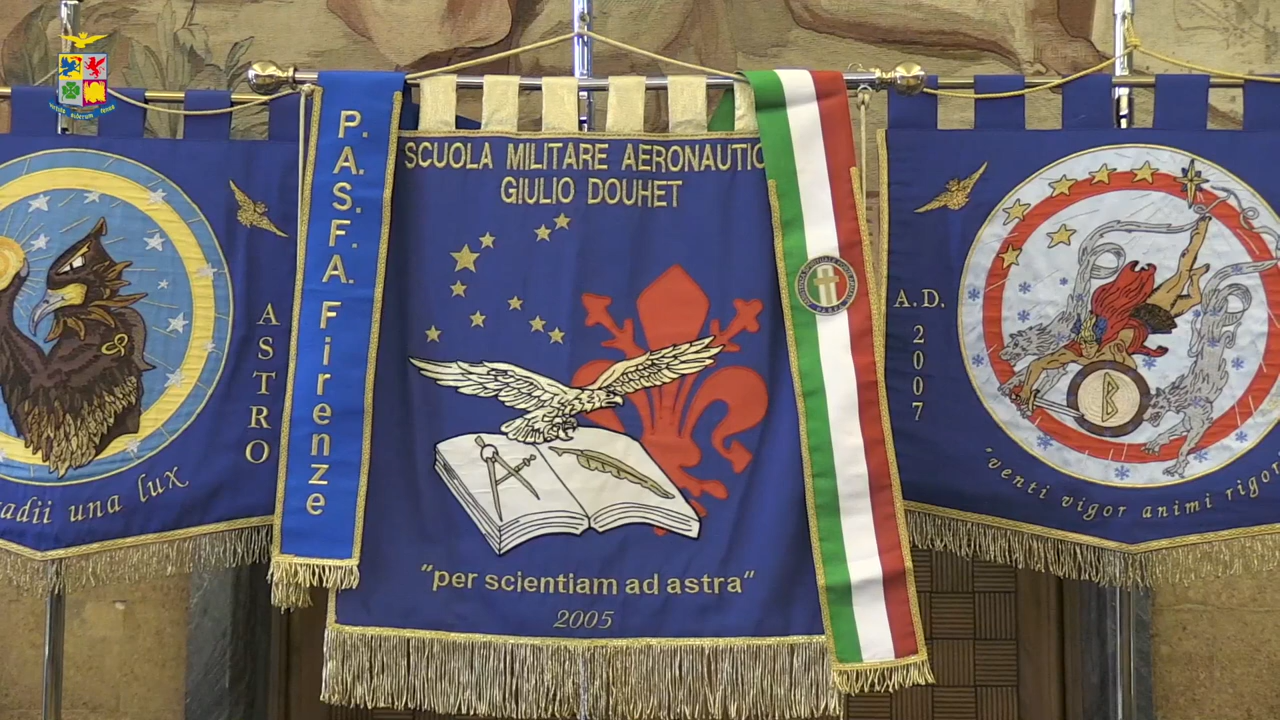 SCUOLA MILITARE AERONAUTIC
GIULIO DOUHET
"per scientiam ad astra"
2005
P.A.S.F.A. Firenze
ASTRO
adii una lux
A.D.
2007
"venti vigor animi rigor